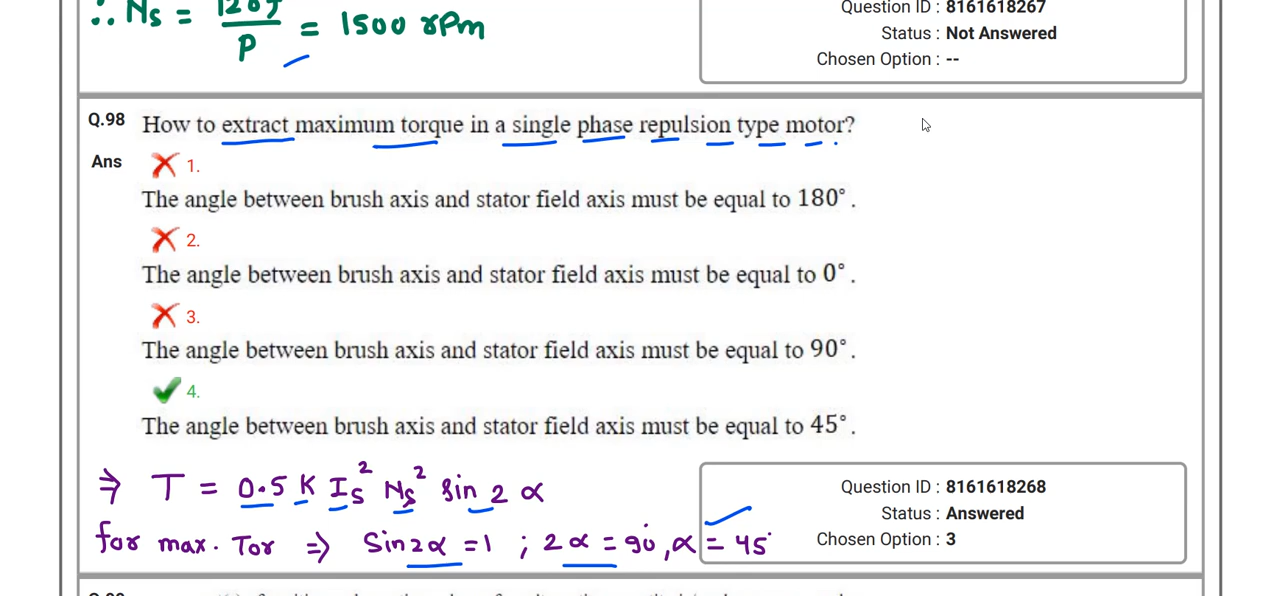 ∴ Ns = 120f/P = 1500 rpm
Question ID : 8161618267
Status : Not Answered
Chosen Option : --
Q.98 How to extract maximum torque in a single phase repulsion type motor?
Ans 1.
The angle between brush axis and stator field axis must be equal to 180°.
2.
The angle between brush axis and stator field axis must be equal to 0°.
3.
The angle between brush axis and stator field axis must be equal to 90°.
4.
The angle between brush axis and stator field axis must be equal to 45°.
⇒ T = 0.5 K Is² Ns² Sin 2 α
for max. Tor ⇒ Sin2α = 1 ; 2α = 90°, α = 45°
Question ID : 8161618268
Status : Answered
Chosen Option : 3